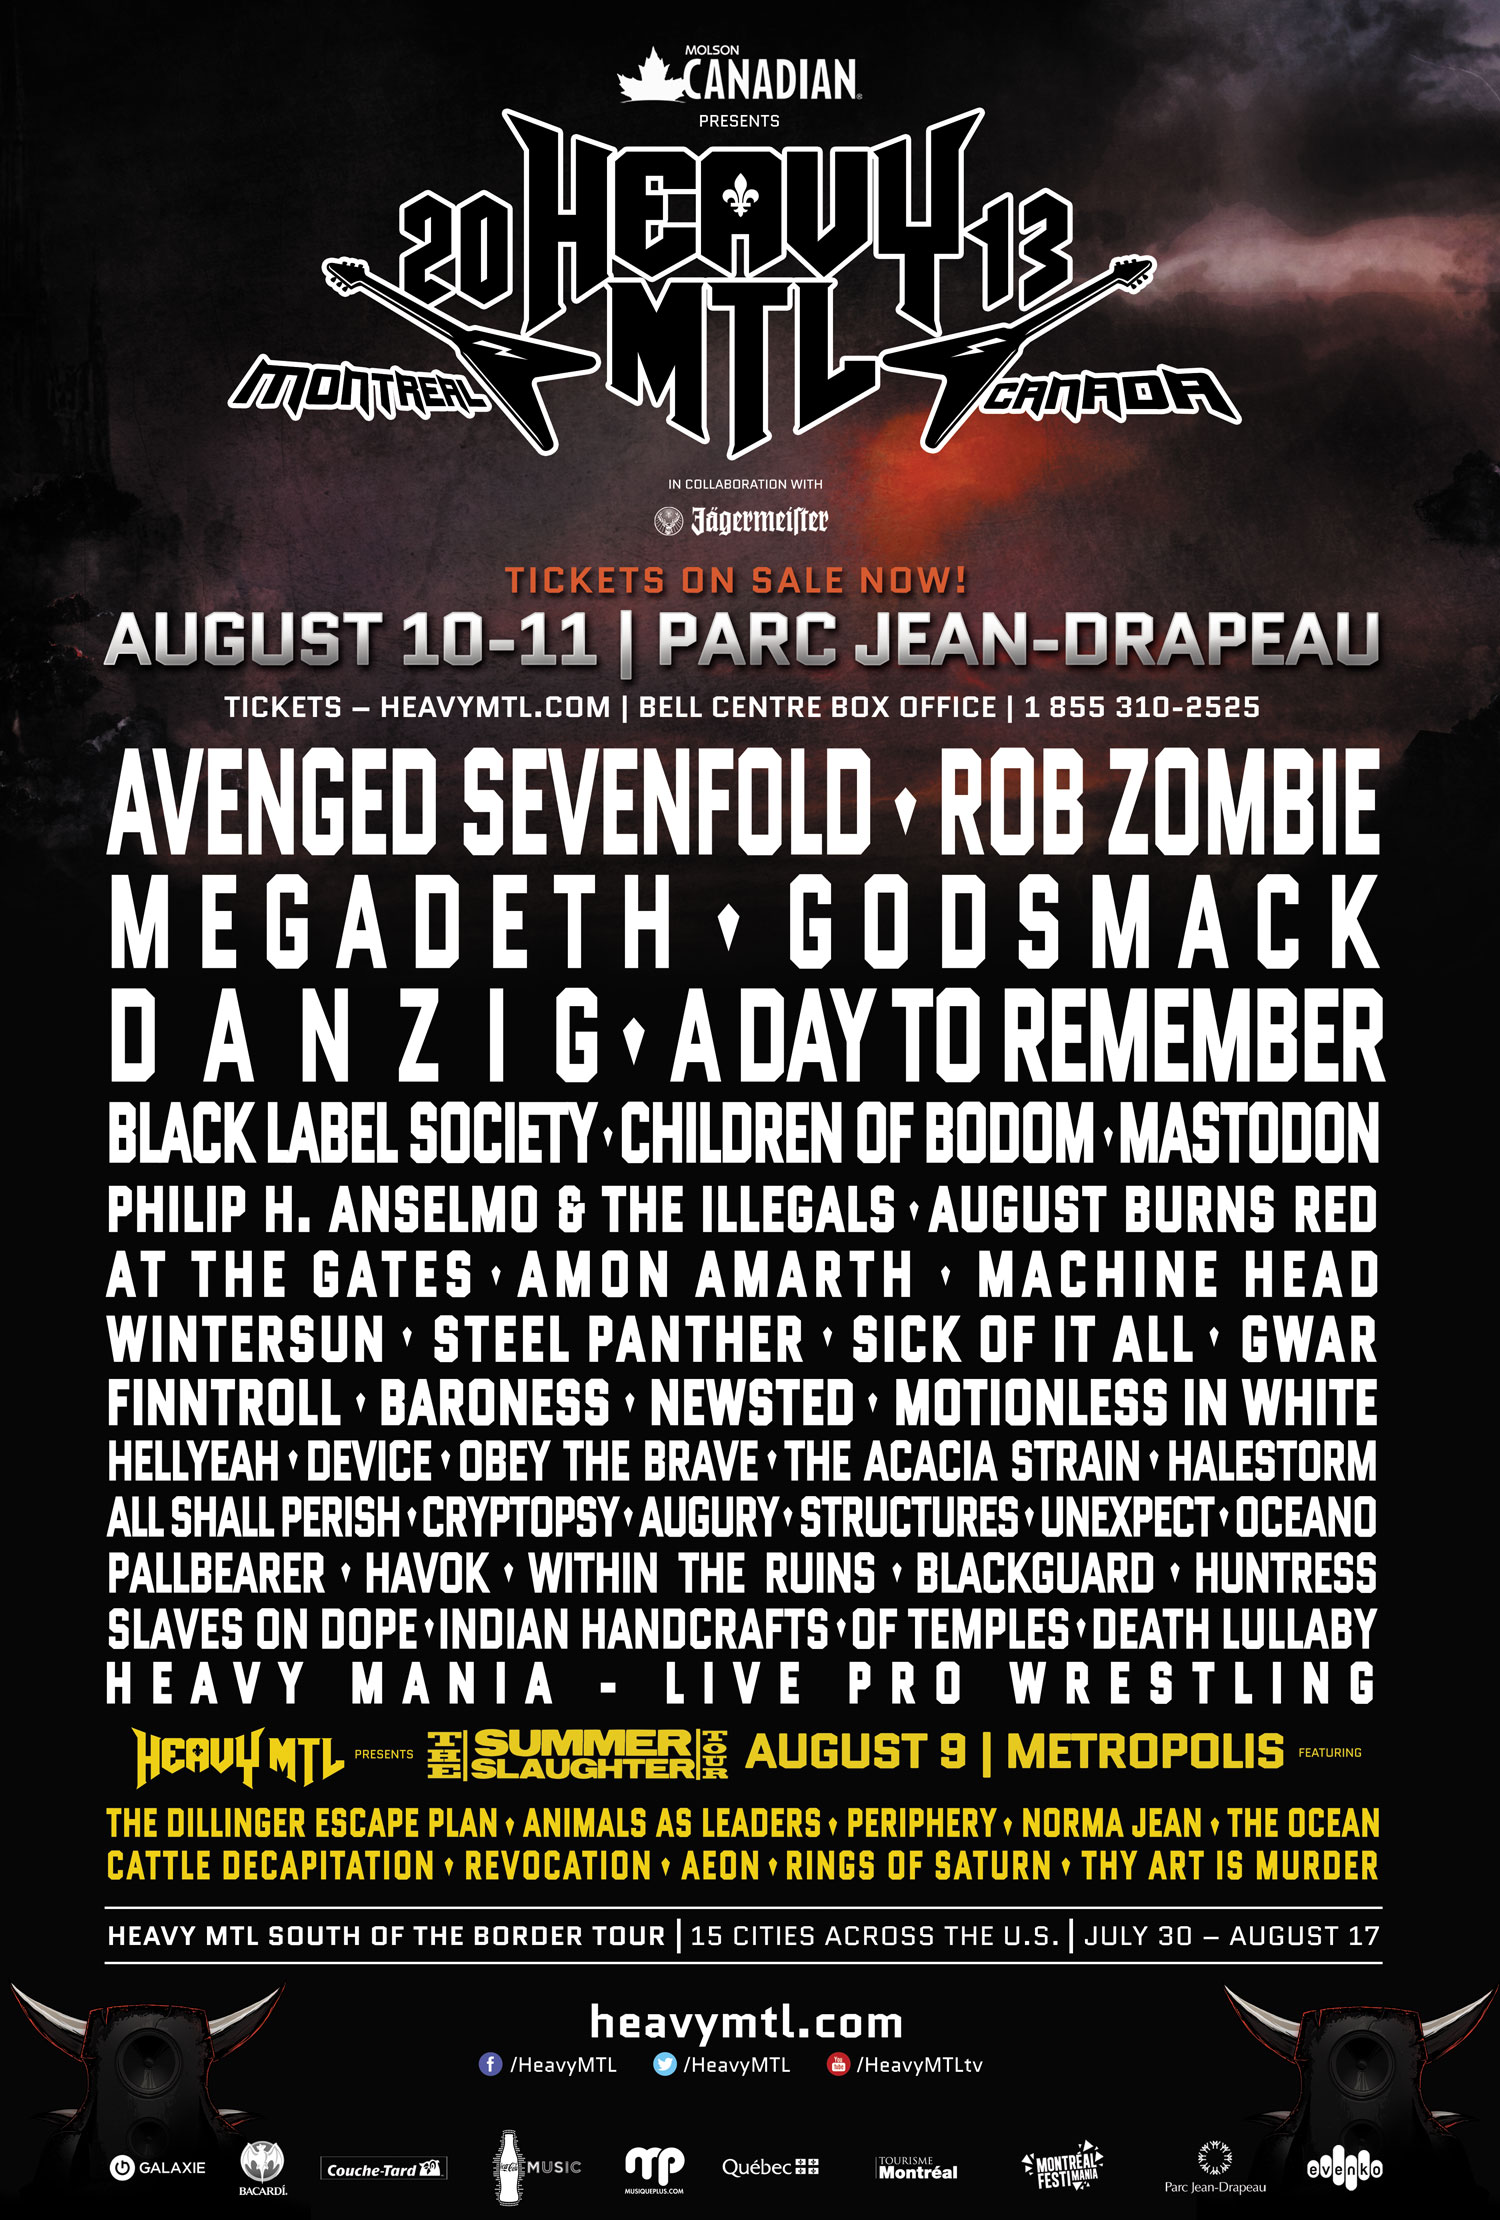 MOLSON
CANADIAN
PRESENTS
20 HEAVY 13
MTL
MONTREAL CANADA
IN COLLABORATION WITH
Jägermeister
TICKETS ON SALE NOW!
AUGUST 10-11 | PARC JEAN-DRAPEAU
TICKETS – HEAVYMTL.COM | BELL CENTRE BOX OFFICE | 1 855 310-2525
AVENGED SEVENFOLD ♦ ROB ZOMBIE
MEGADETH ♦ GODSMACK
DANZIG ♦ A DAY TO REMEMBER
BLACK LABEL SOCIETY ♦ CHILDREN OF BODOM ♦ MASTODON
PHILIP H. ANSELMO & THE ILLEGALS ♦ AUGUST BURNS RED
AT THE GATES ♦ AMON AMARTH ♦ MACHINE HEAD
WINTERSUN ♦ STEEL PANTHER ♦ SICK OF IT ALL ♦ GWAR
FINNTROLL ♦ BARONESS ♦ NEWSTED ♦ MOTIONLESS IN WHITE
HELLYEAH ♦ DEVICE ♦ OBEY THE BRAVE ♦ THE ACACIA STRAIN ♦ HALESTORM
ALL SHALL PERISH ♦ CRYPTOPSY ♦ AUGURY ♦ STRUCTURES ♦ UNEXPECT ♦ OCEANO
PALLBEARER ♦ HAVOK ♦ WITHIN THE RUINS ♦ BLACKGUARD ♦ HUNTRESS
SLAVES ON DOPE ♦ INDIAN HANDCRAFTS ♦ OF TEMPLES ♦ DEATH LULLABY
HEAVY MANIA - LIVE PRO WRESTLING
HEAVY MTL PRESENTS THE SUMMER SLAUGHTER TOUR AUGUST 9 | METROPOLIS FEATURING
THE DILLINGER ESCAPE PLAN ♦ ANIMALS AS LEADERS ♦ PERIPHERY ♦ NORMA JEAN ♦ THE OCEAN
CATTLE DECAPITATION ♦ REVOCATION ♦ AEON ♦ RINGS OF SATURN ♦ THY ART IS MURDER
HEAVY MTL SOUTH OF THE BORDER TOUR | 15 CITIES ACROSS THE U.S. | JULY 30 – AUGUST 17
heavymtl.com
/HeavyMTL /HeavyMTL /HeavyMTLtv
GALAXIE
BACARDÍ.
Couche-Tard
Coca-Cola MUSIC
mp
MUSIQUEPLUS.COM
Québec
TOURISME
Montréal
MONTRÉAL
FESTIMANIA
Parc Jean-Drapeau
evenko